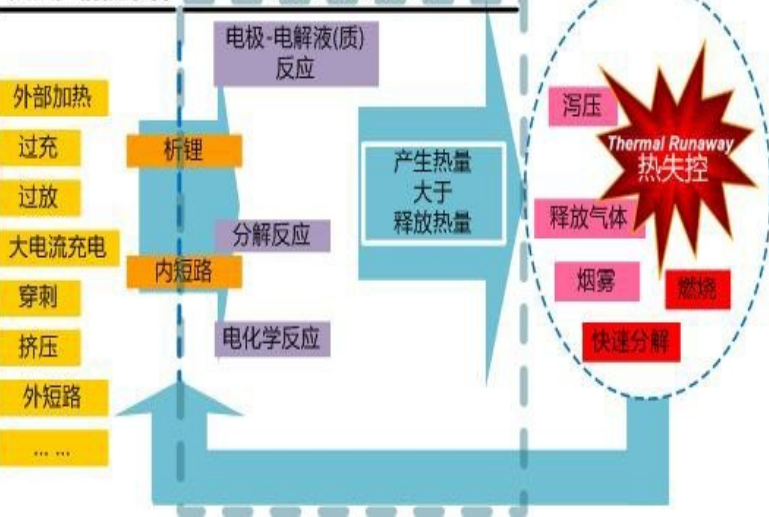 外部加热
过充
过放
大电流充电
穿刺
挤压
外短路
... ...
析锂
内短路
电极-电解液(质)
反应
分解反应
电化学反应
产生热量
大于
释放热量
泻压
Thermal Runaway
热失控
释放气体
烟雾
燃烧
快速分解